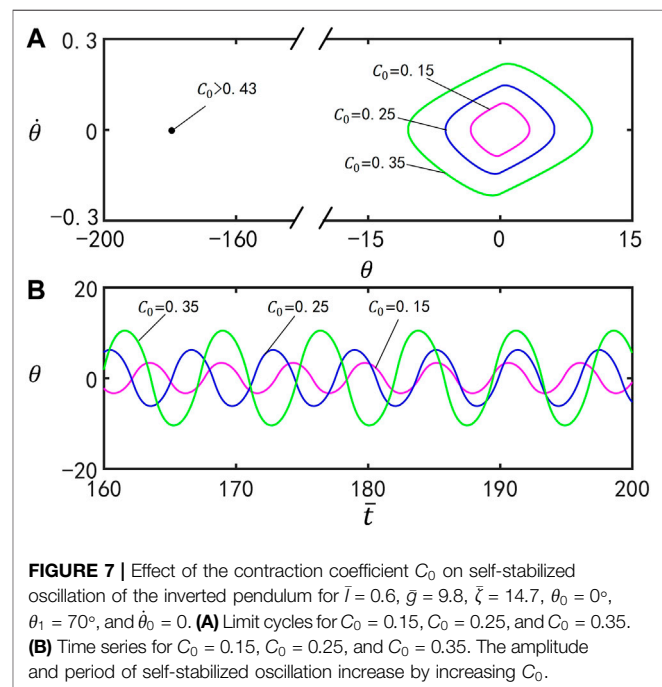 A
0.3
C₀>0.43
C₀=0.15
θ̇
0
C₀=0.25
C₀=0.35
−0.3
−200
−160
−15
0
15
θ
B
20
C₀=0.35
C₀=0.25
C₀=0.15
θ
0
−20
160
170
180
190
200
t̄
FIGURE 7 | Effect of the contraction coefficient C₀ on self-stabilized
oscillation of the inverted pendulum for l̄ = 0.6, ḡ = 9.8, ζ̄ = 14.7, θ₀ = 0°,
θ₁ = 70°, and θ̇₀ = 0. (A) Limit cycles for C₀ = 0.15, C₀ = 0.25, and C₀ = 0.35.
(B) Time series for C₀ = 0.15, C₀ = 0.25, and C₀ = 0.35. The amplitude
and period of self-stabilized oscillation increase by increasing C₀.